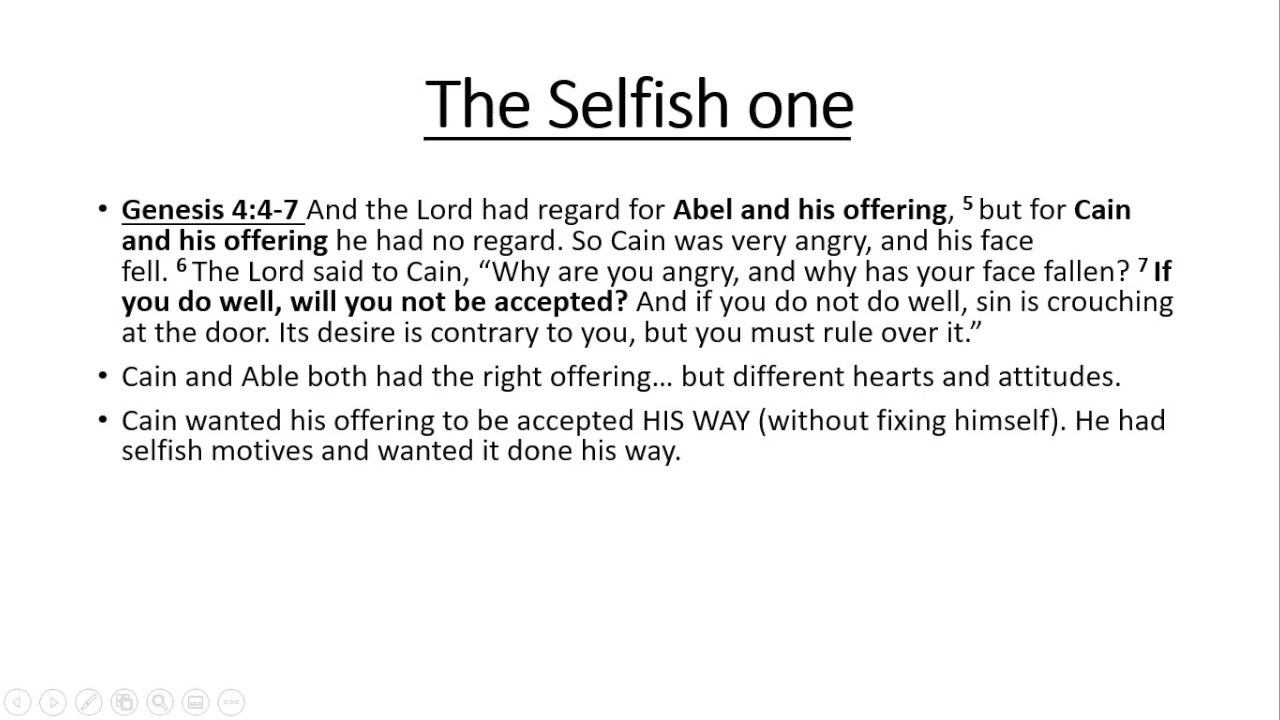 The Selfish one
• Genesis 4:4-7 And the Lord had regard for Abel and his offering, 5 but for Cain
and his offering he had no regard. So Cain was very angry, and his face
fell. 6 The Lord said to Cain, “Why are you angry, and why has your face fallen? 7 If
you do well, will you not be accepted? And if you do not do well, sin is crouching
at the door. Its desire is contrary to you, but you must rule over it.”
• Cain and Able both had the right offering… but different hearts and attitudes.
• Cain wanted his offering to be accepted HIS WAY (without fixing himself). He had
selfish motives and wanted it done his way.